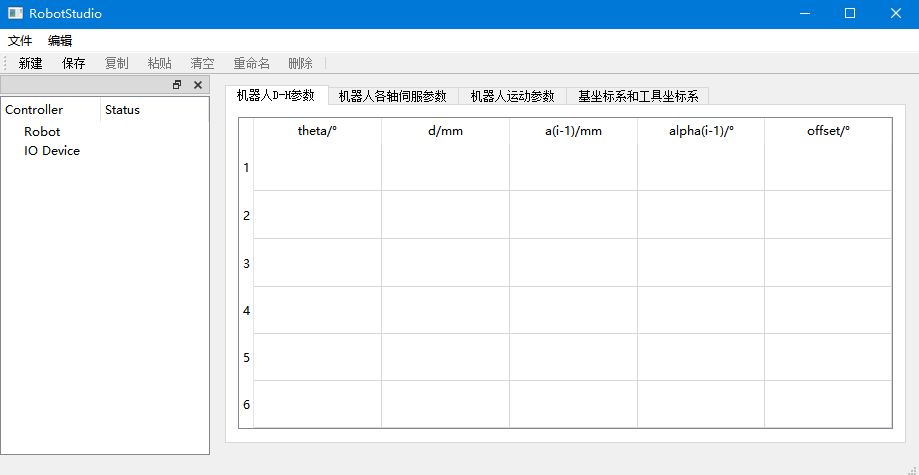 RobotStudio
文件 编辑
新建 保存 复制 粘贴 清空 重命名 删除
Controller Status
Robot
IO Device
机器人D-H参数 机器人各轴伺服参数 机器人运动参数 基坐标系和工具坐标系
theta/° d/mm a(i-1)/mm alpha(i-1)/° offset/°
1
2
3
4
5
6